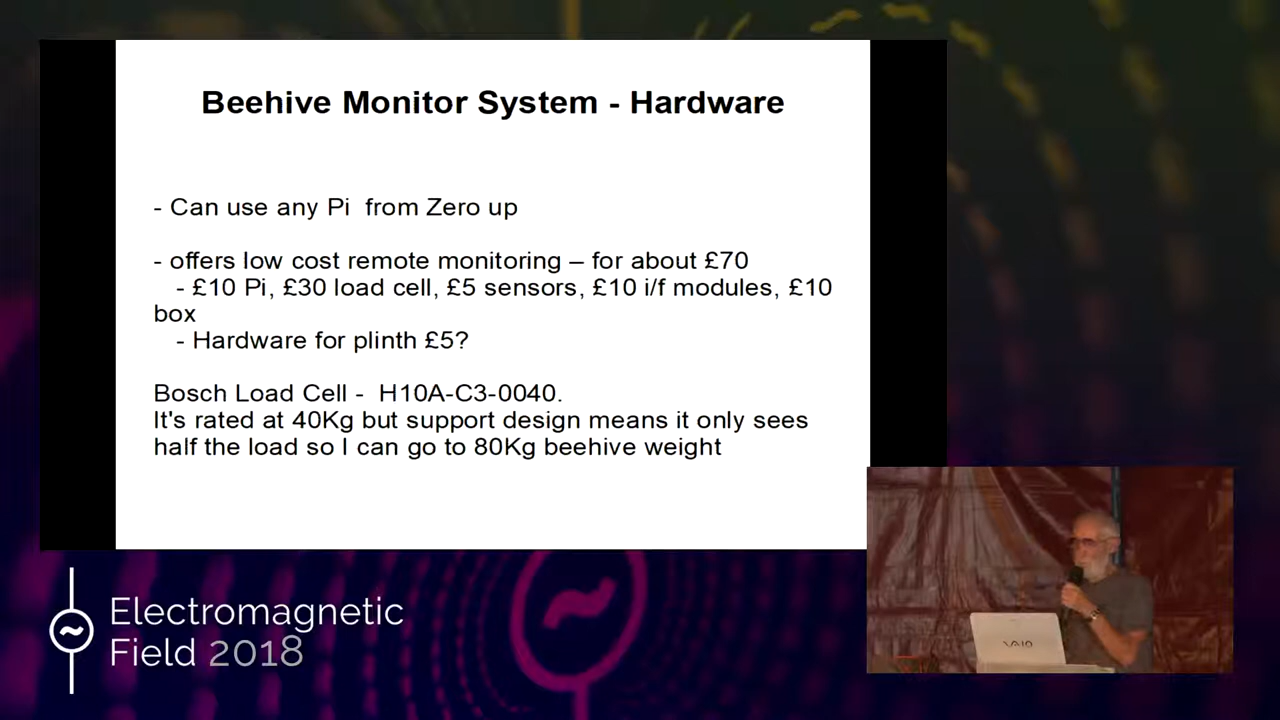 Beehive Monitor System - Hardware
- Can use any Pi from Zero up
- offers low cost remote monitoring – for about £70
- £10 Pi, £30 load cell, £5 sensors, £10 i/f modules, £10
box
- Hardware for plinth £5?
Bosch Load Cell - H10A-C3-0040.
It's rated at 40Kg but support design means it only sees
half the load so I can go to 80Kg beehive weight
Electromagnetic
Field 2018
VAIO